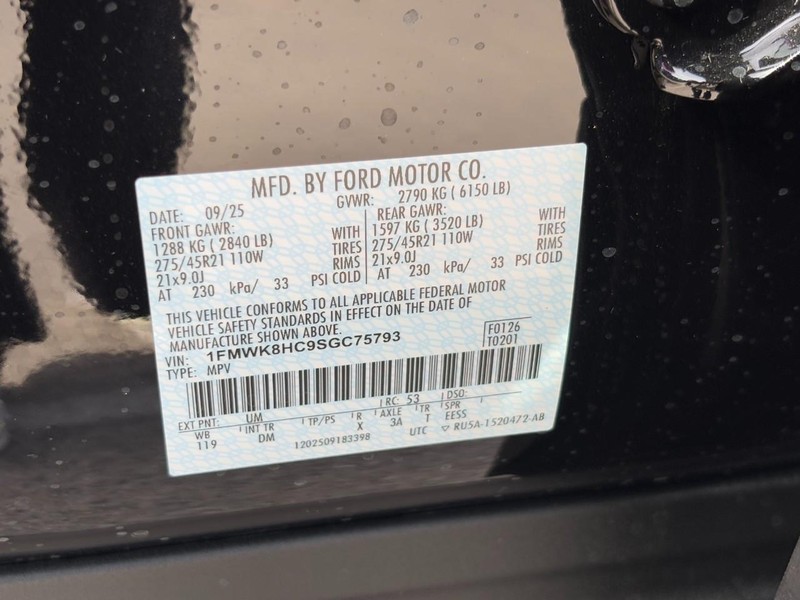 MFD. BY FORD MOTOR CO.
DATE: 09/25 GVWR: 2790 KG ( 6150 LB)
FRONT GAWR: WITH REAR GAWR: WITH
1288 KG ( 2840 LB) TIRES 1597 KG ( 3520 LB) TIRES
275/45R21 110W RIMS 275/45R21 110W RIMS
21x9.0J PSI COLD 21x9.0J PSI COLD
AT 230 kPa/ 33 AT 230 kPa/ 33
THIS VEHICLE CONFORMS TO ALL APPLICABLE FEDERAL MOTOR
VEHICLE SAFETY STANDARDS IN EFFECT ON THE DATE OF
MANUFACTURE SHOWN ABOVE.
VIN: 1FMWK8HC9SGC75793 F0126
TYPE: MPV T0201
EXT PNT: UM RC: 53 DSO:
WB INT TR TP/PS R AXLE TR SPR
119 DM X 3A T EESS
1202509183398 UTC ▽ RU5A-1520472-AB